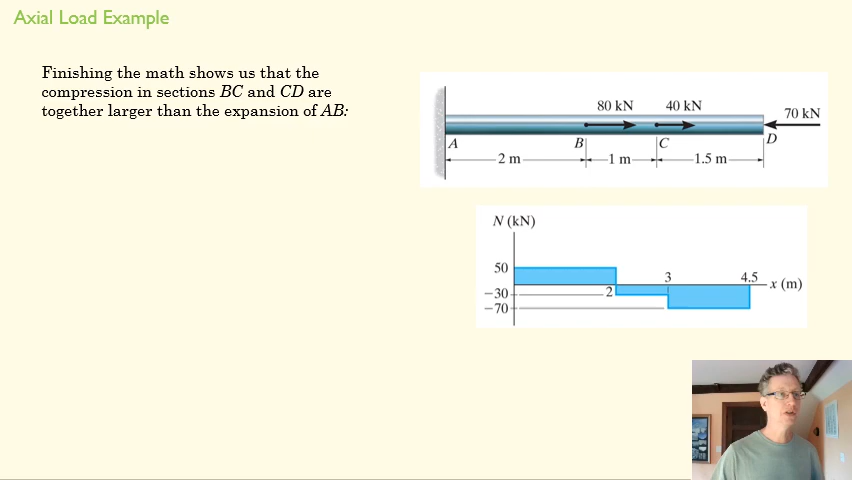 Axial Load Example
Finishing the math shows us that the
compression in sections BC and CD are
together larger than the expansion of AB:
80 kN
40 kN
70 kN
A
B
C
D
2 m
1 m
1.5 m
N (kN)
50
3
4.5
x (m)
−30
2
−70